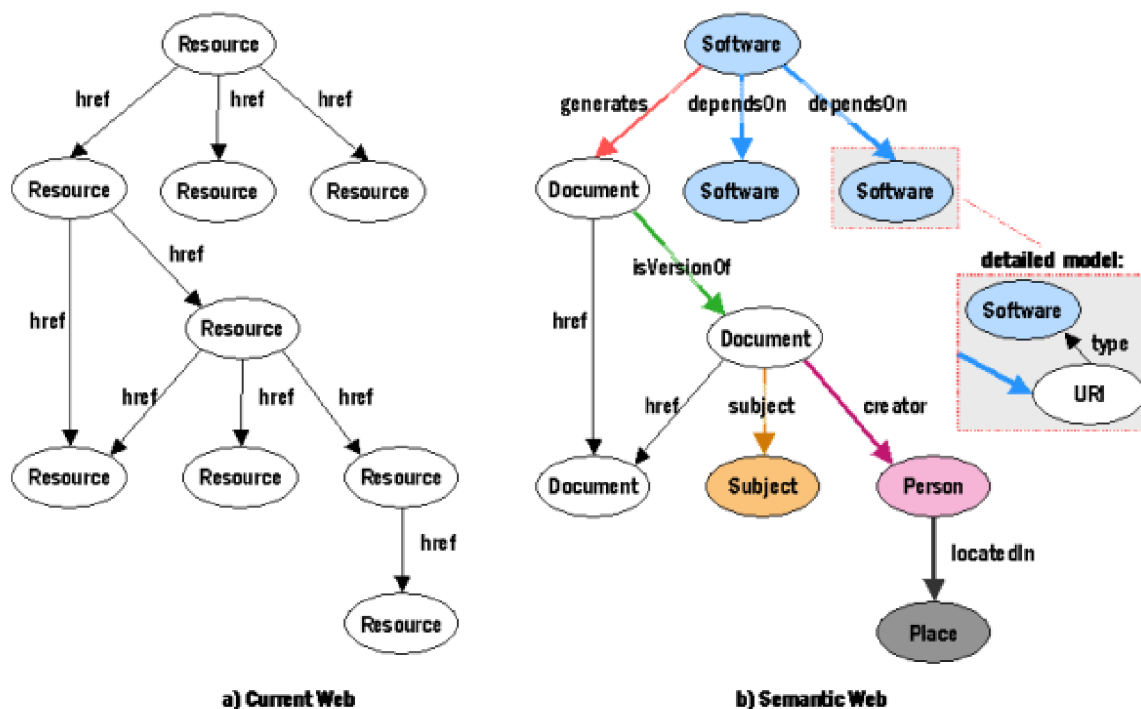 Resource
href
href
href
Resource
Resource
Resource
href
href
Resource
href
href
href
Resource
Resource
Resource
href
Resource
a) Current Web
Software
generates
dependsOn
dependsOn
Document
Software
Software
isVersionOf
href
Document
href
subject
creator
Document
Subject
Person
locatedIn
Place
detailed model:
Software
type
URI
b) Semantic Web